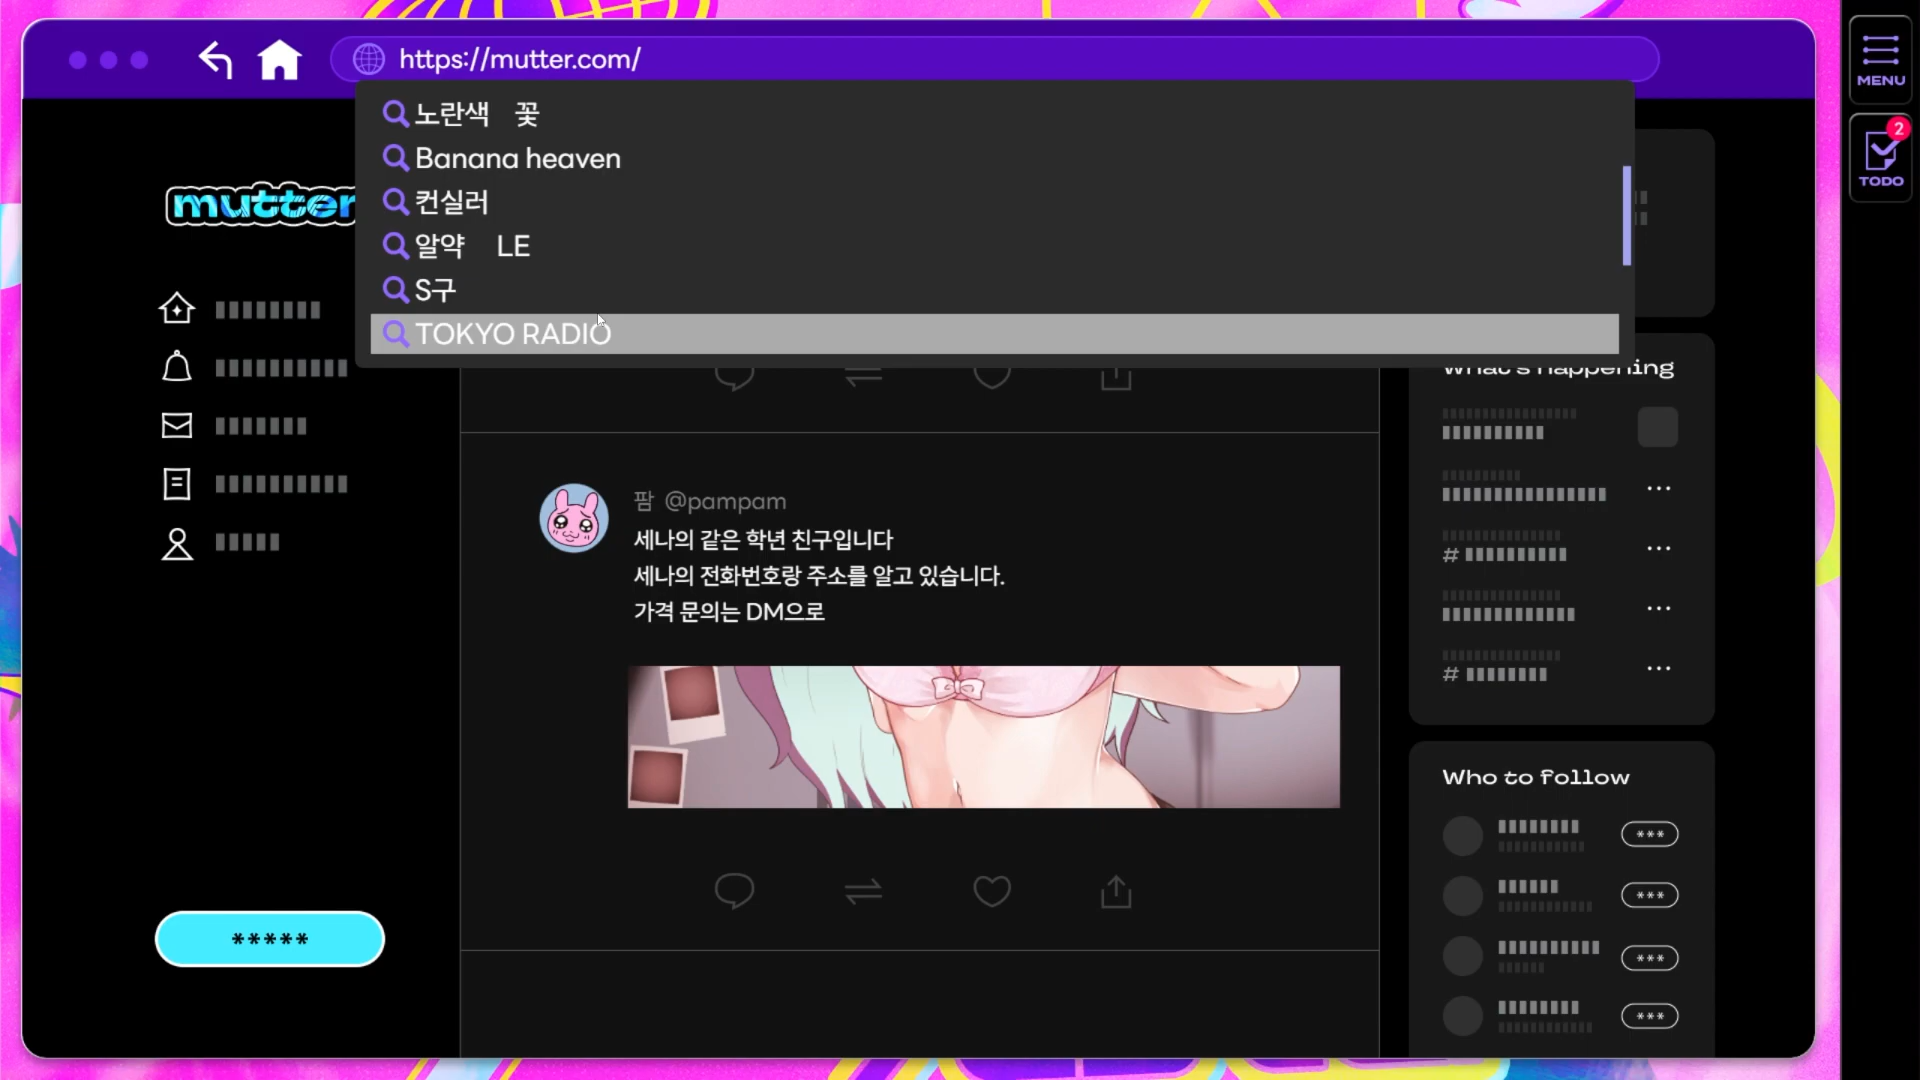 https://mutter.com/
MENU
2
TODO
노란색 꽃
Banana heaven
컨실러
알약 LE
S구
TOKYO RADIO
mutter
What's happening
팜 @pampam
세나의 같은 학년 친구입니다
세나의 전화번호랑 주소를 알고 있습니다.
가격 문의는 DM으로
#
#
Who to follow
***
***
***
***
*****